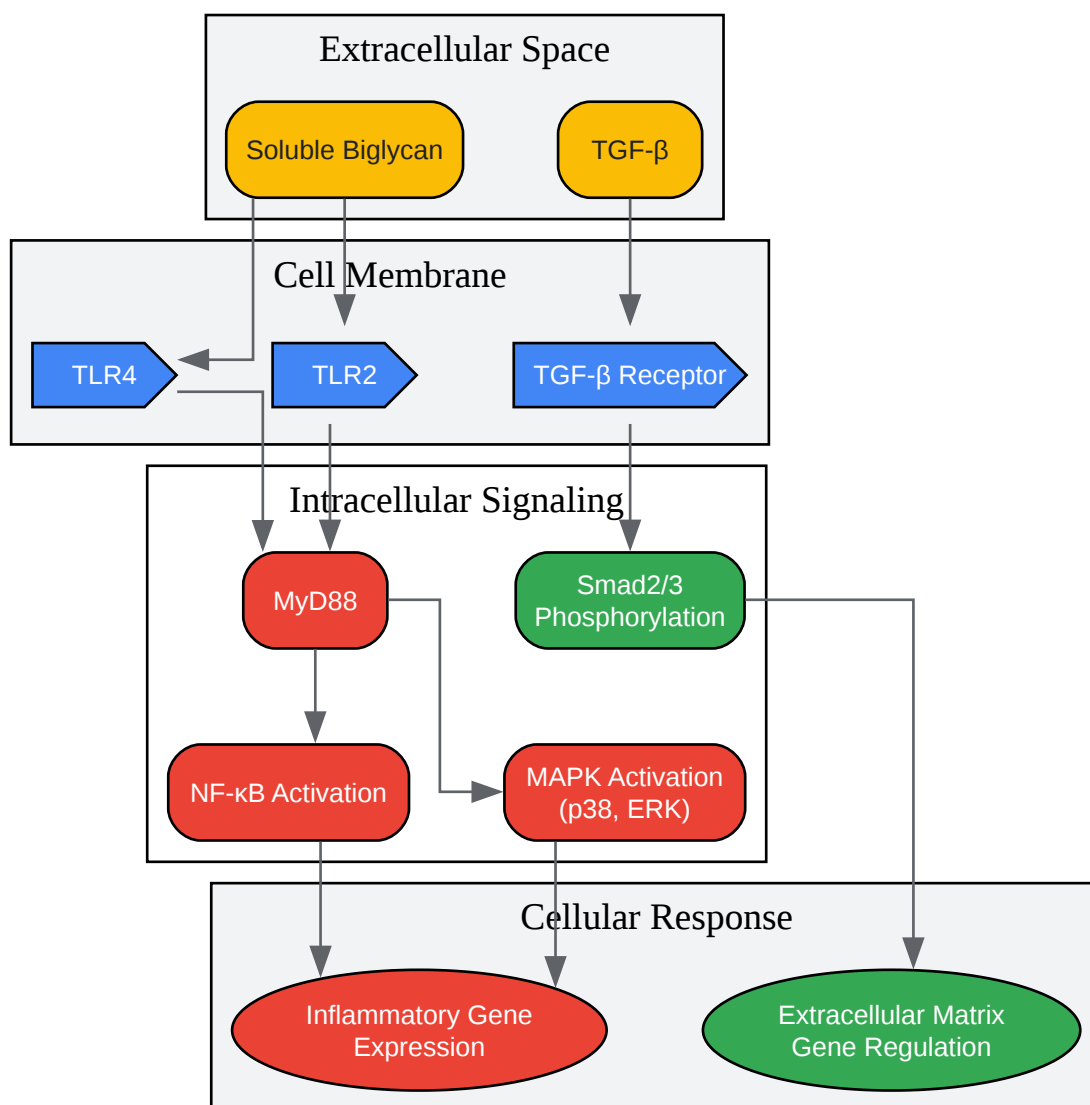 Extracellular Space
Soluble Biglycan
TGF-β
Cell Membrane
TLR4
TLR2
TGF-β Receptor
Intracellular Signaling
MyD88
Smad2/3
Phosphorylation
NF-κB Activation
MAPK Activation
(p38, ERK)
Cellular Response
Inflammatory Gene
Expression
Extracellular Matrix
Gene Regulation